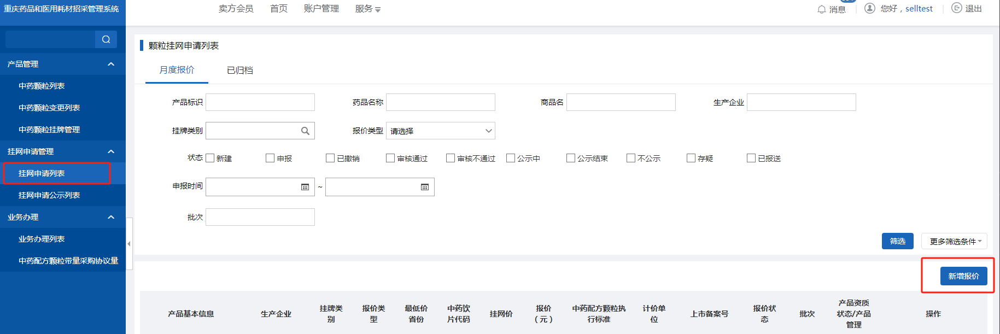 重庆药品和医用耗材招采管理系统
卖方会员 首页 账户管理 服务
消息 您好，selltest 退出
产品管理
中药颗粒列表
中药颗粒变更列表
中药颗粒挂牌管理
挂网申请管理
挂网申请列表
挂网申请公示列表
业务办理
业务办理列表
中药配方颗粒带量采购协议量
颗粒挂网申请列表
月度报价 已归档
产品标识 药品名称 商品名 生产企业
挂牌类别 报价类型 请选择
状态 新建 申报 已撤销 审核通过 审核不通过 公示中 公示结束 不公示 存疑 已报送
申报时间 ~
批次
筛选 更多筛选条件
新增报价
产品基本信息
生产企业
挂牌类
别
报价类
型
最低价
省份
中药饮
片代码
挂网价
报价
（元）
中药配方颗粒执
行标准
计价单
位
上市备案号
报价状
态
批次
产品资质
状态/产品
管理
操作